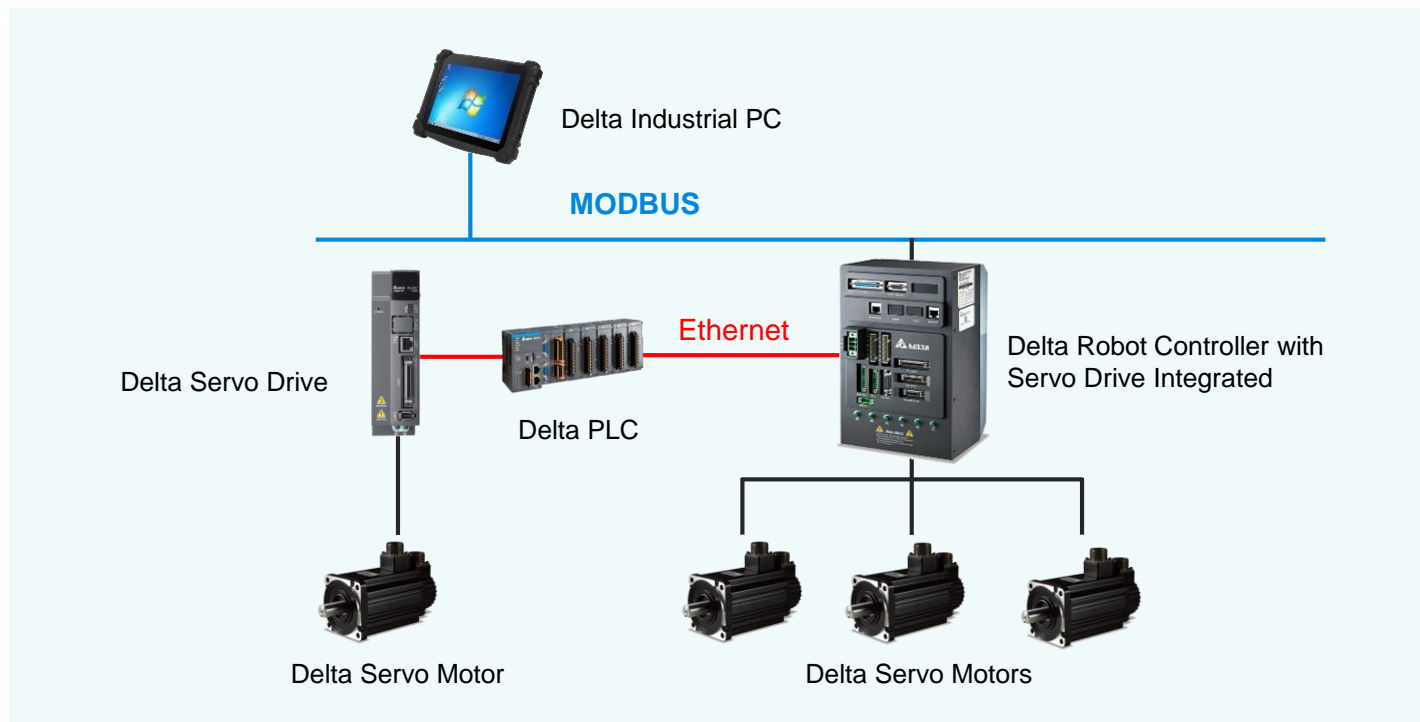 Delta Industrial PC
MODBUS
Ethernet
Delta Robot Controller with
Servo Drive Integrated
Delta Servo Drive
Delta PLC
DELTA
Delta Servo Motor
Delta Servo Motors